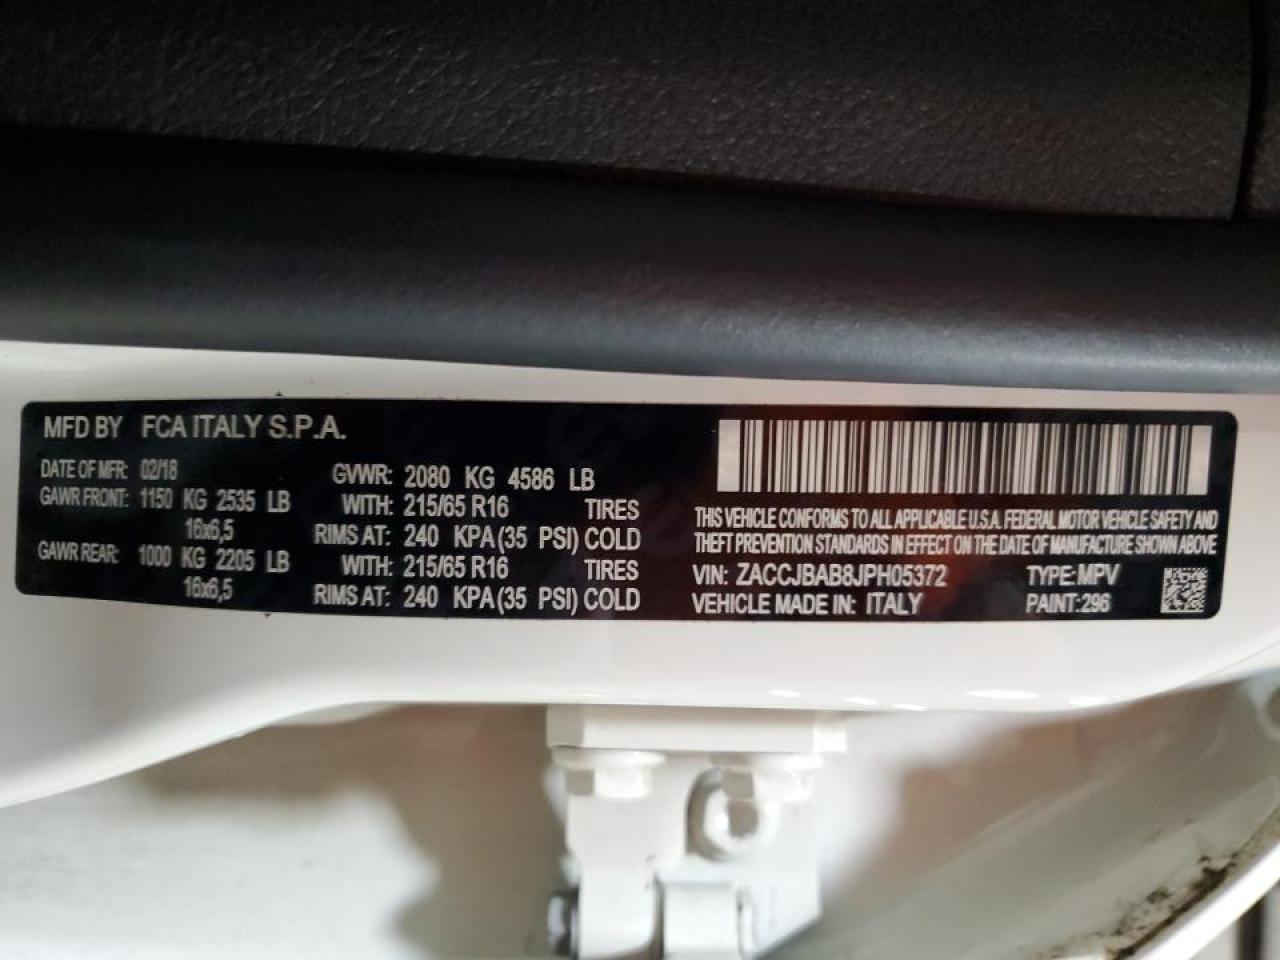 MFD BY FCA ITALY S.P.A.
DATE OF MFR: 02/18 GVWR: 2080 KG 4586 LB
GAWR FRONT: 1150 KG 2535 LB WITH: 215/65 R16 TIRES
16x6,5 RIMS AT: 240 KPA (35 PSI) COLD
GAWR REAR: 1000 KG 2205 LB WITH: 215/65 R16 TIRES
16x6,5 RIMS AT: 240 KPA (35 PSI) COLD
THIS VEHICLE CONFORMS TO ALL APPLICABLE U.S.A. FEDERAL MOTOR VEHICLE SAFETY AND
THEFT PREVENTION STANDARDS IN EFFECT ON THE DATE OF MANUFACTURE SHOWN ABOVE
VIN: ZACCJBAB8JPH05372 TYPE: MPV
VEHICLE MADE IN: ITALY PAINT: 296